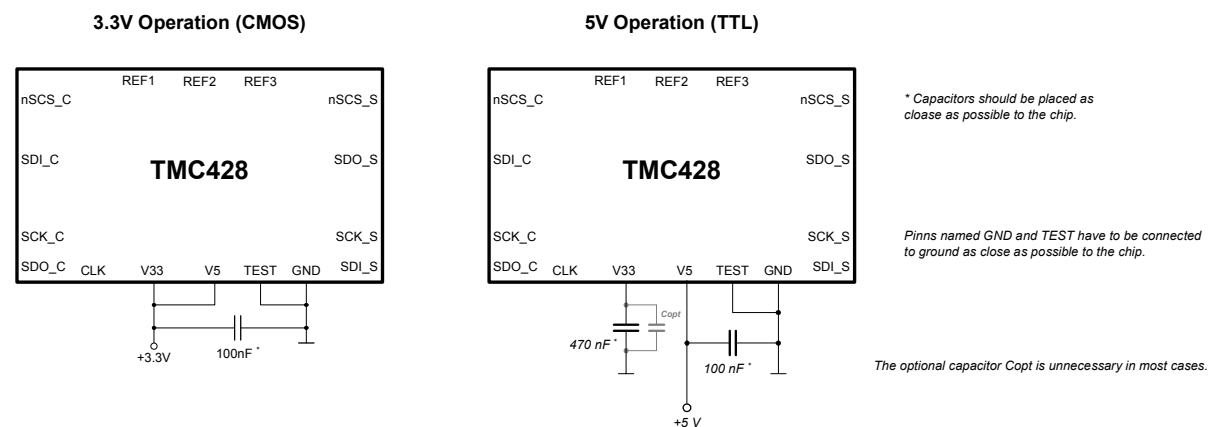 3.3V Operation (CMOS)
REF1 REF2 REF3
nSCS_C nSCS_S
SDI_C TMC428 SDO_S
SCK_C SCK_S
SDO_C CLK V33 V5 TEST GND SDI_S
100nF *
+3.3V
5V Operation (TTL)
REF1 REF2 REF3
nSCS_C nSCS_S
SDI_C TMC428 SDO_S
SCK_C SCK_S
SDO_C CLK V33 V5 TEST GND SDI_S
Copt
470 nF *
100 nF *
+5 V
* Capacitors should be placed as
cloase as possible to the chip.
Pinns named GND and TEST have to be connected
to ground as close as possible to the chip.
The optional capacitor Copt is unnecessary in most cases.